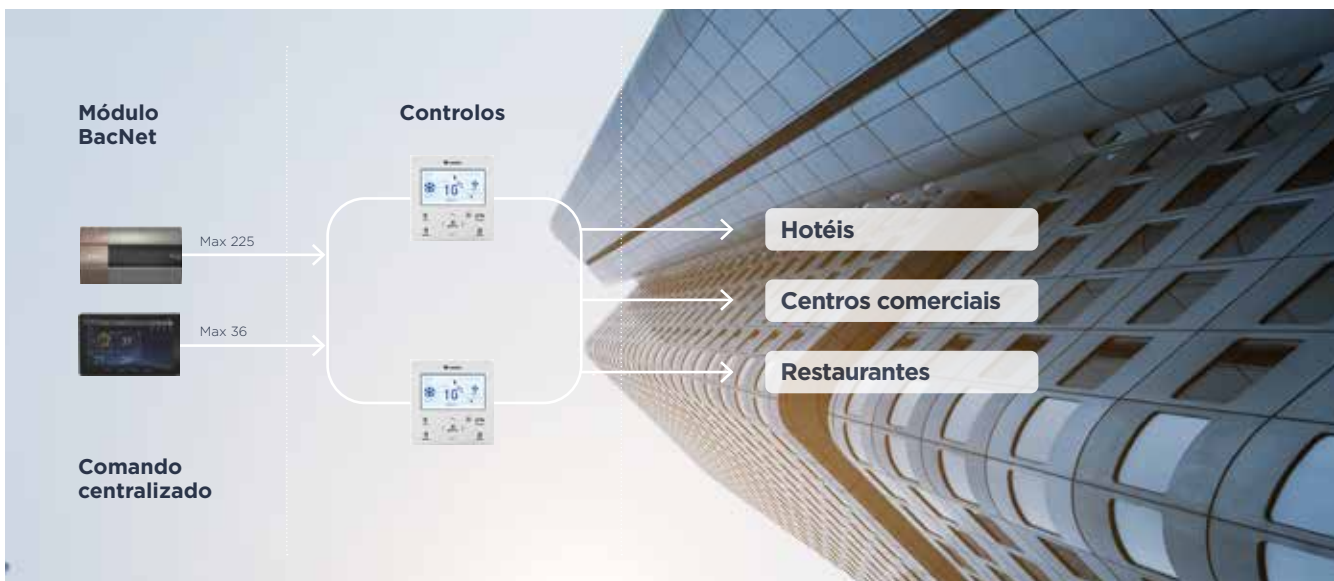 Módulo
BacNet
Controlos
Max 225
Max 36
Comando
centralizado
Hotéis
Centros comerciais
Restaurantes